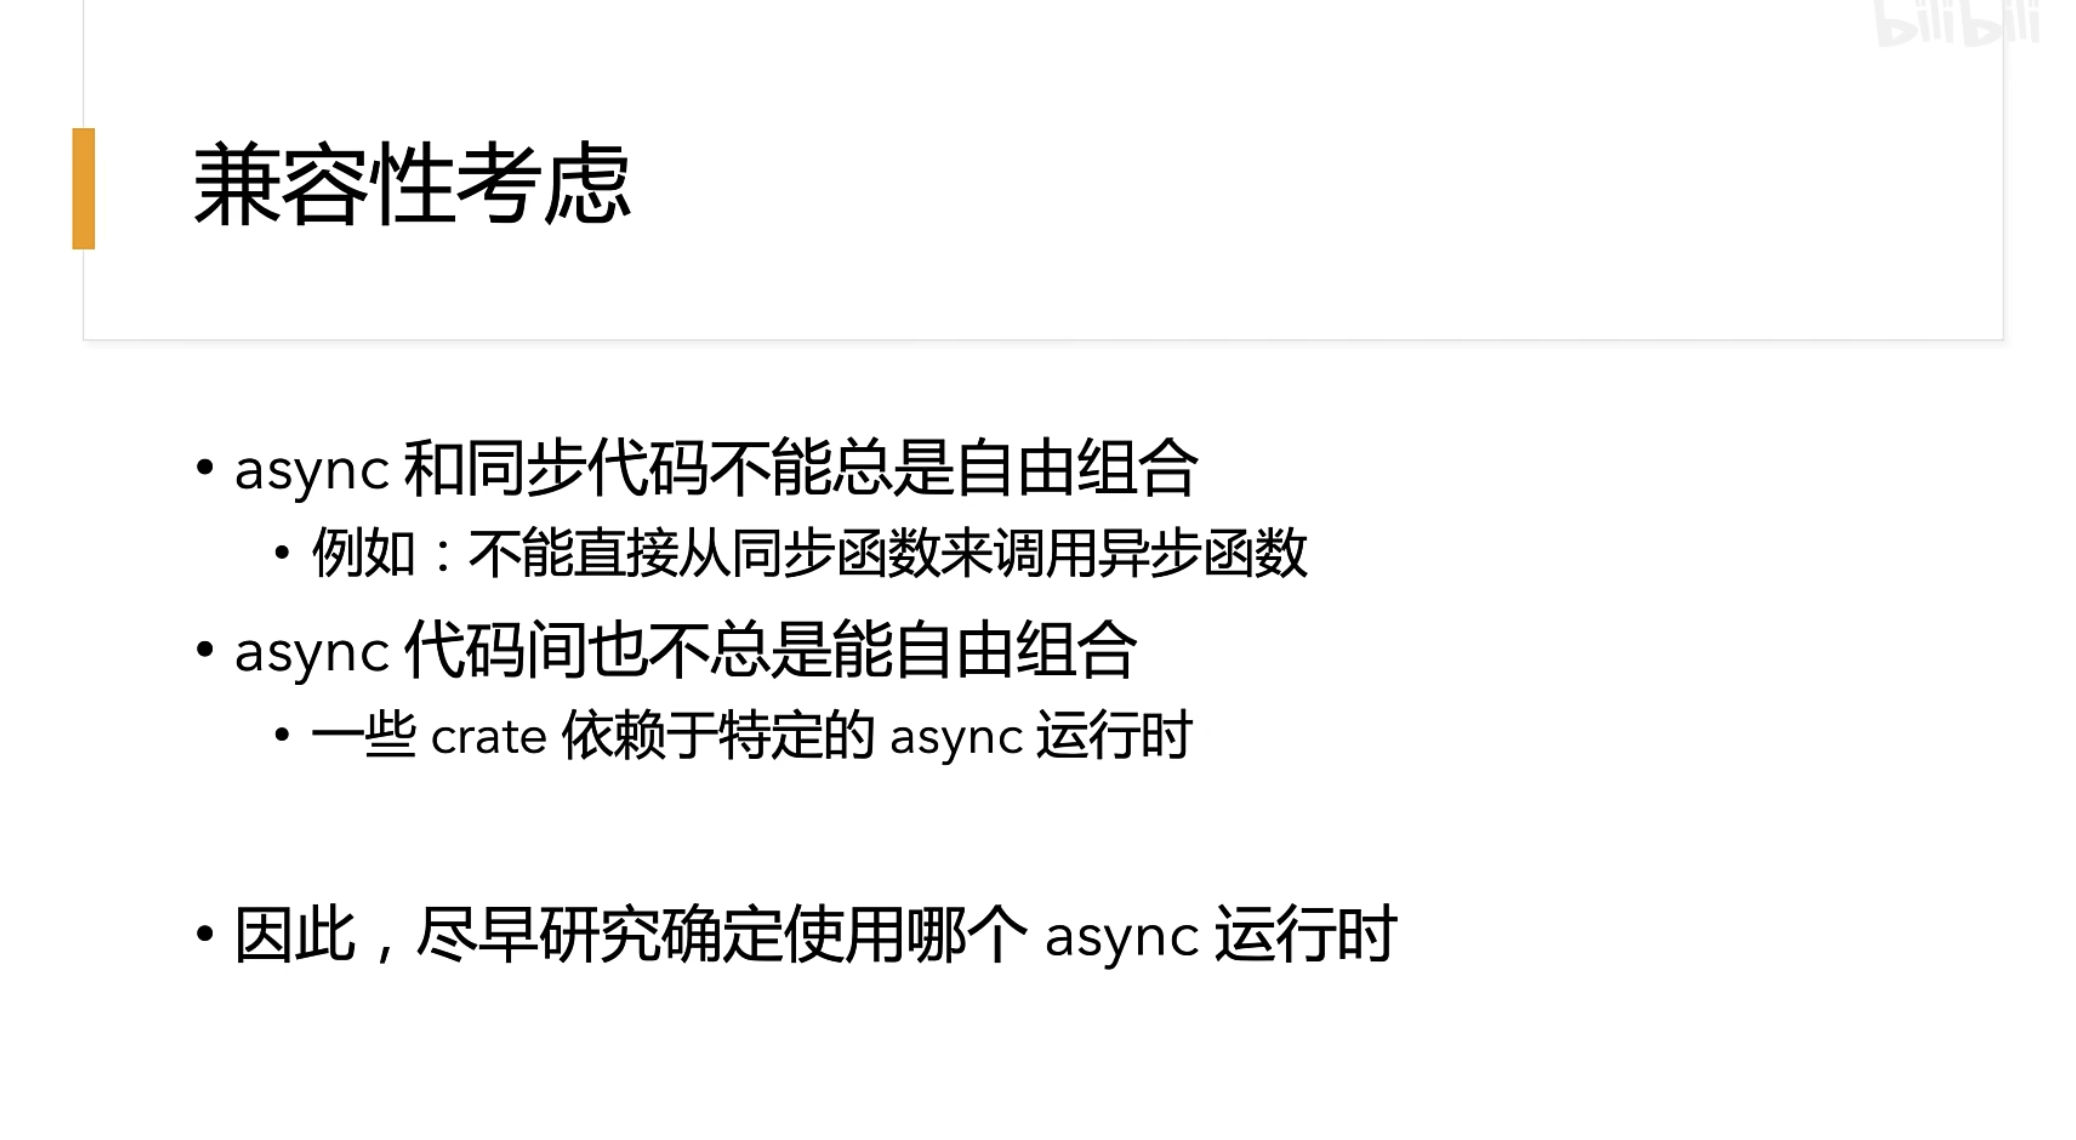 bilibili
兼容性考虑
• async 和同步代码不能总是自由组合
• 例如：不能直接从同步函数来调用异步函数
• async 代码间也不总是能自由组合
• 一些 crate 依赖于特定的 async 运行时
• 因此，尽早研究确定使用哪个 async 运行时